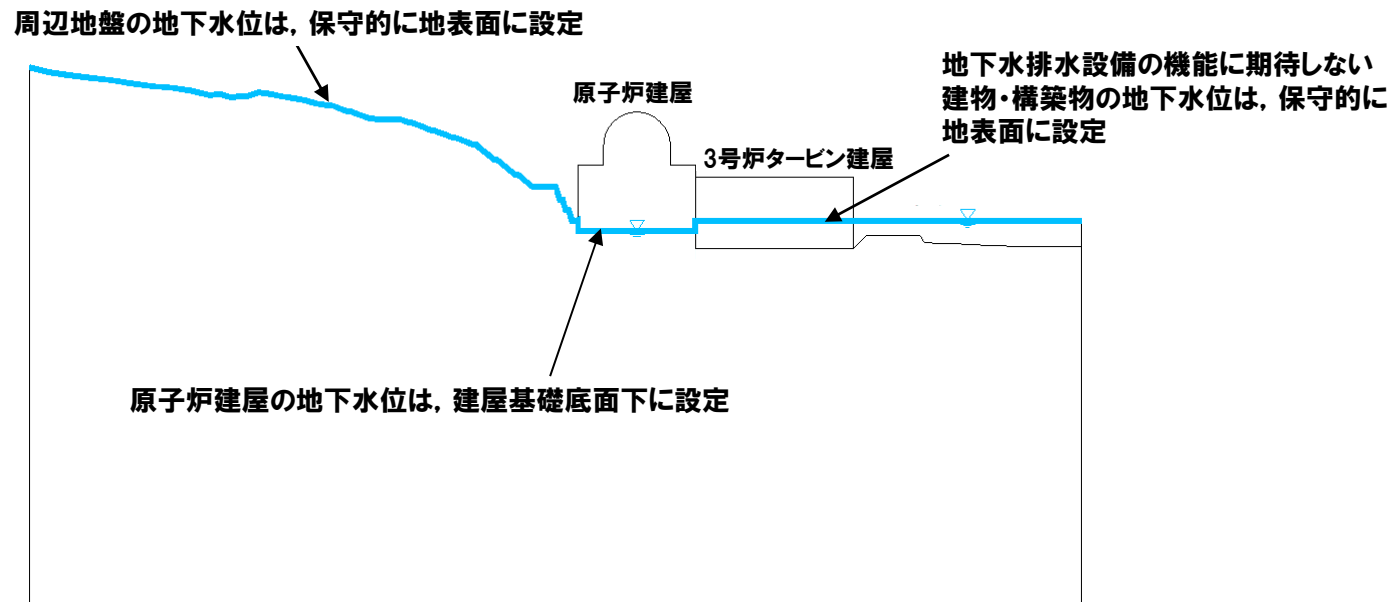 周辺地盤の地下水位は，保守的に地表面に設定
地下水排水設備の機能に期待しない
建物・構築物の地下水位は，保守的に
地表面に設定
原子炉建屋
3号炉タービン建屋
原子炉建屋の地下水位は，建屋基礎底面下に設定